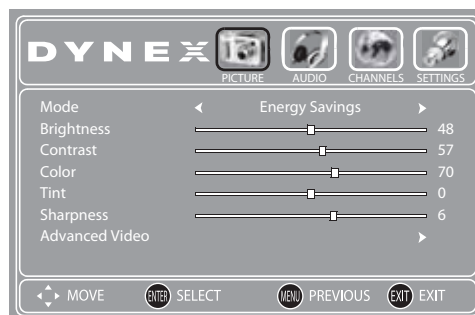 DYNEX
PICTURE AUDIO CHANNELS SETTINGS
Mode Energy Savings
Brightness 48
Contrast 57
Color 70
Tint 0
Sharpness 6
Advanced Video
MOVE ENTER SELECT MENU PREVIOUS EXIT EXIT